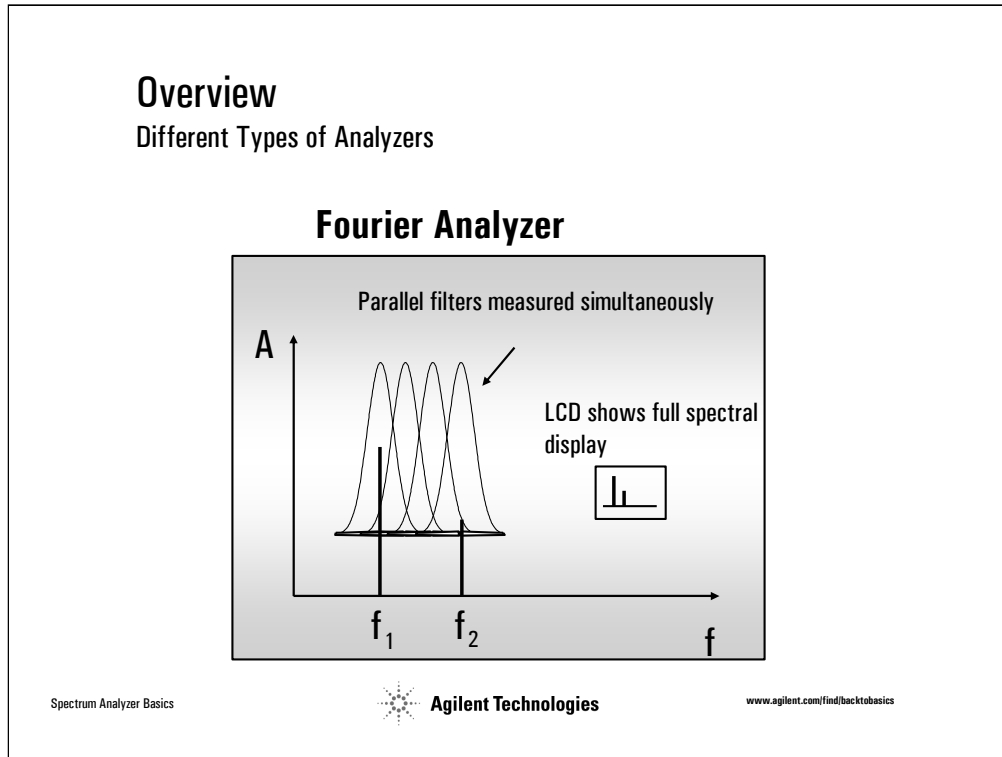 Overview
Different Types of Analyzers
Fourier Analyzer
Parallel filters measured simultaneously
A
LCD shows full spectral
display
f1
f2
f
Spectrum Analyzer Basics
Agilent Technologies
www.agilent.com/find/backtobasics